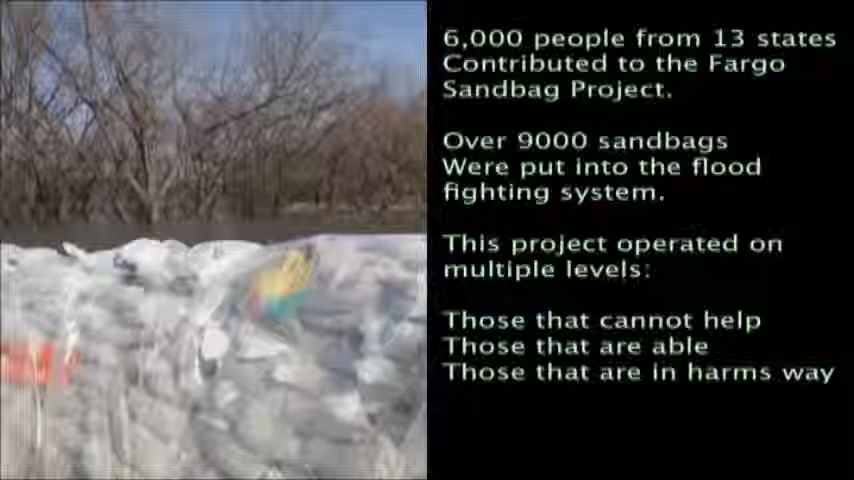 6,000 people from 13 states
Contributed to the Fargo
Sandbag Project.
Over 9000 sandbags
Were put into the flood
fighting system.
This project operated on
multiple levels:
Those that cannot help
Those that are able
Those that are in harms way